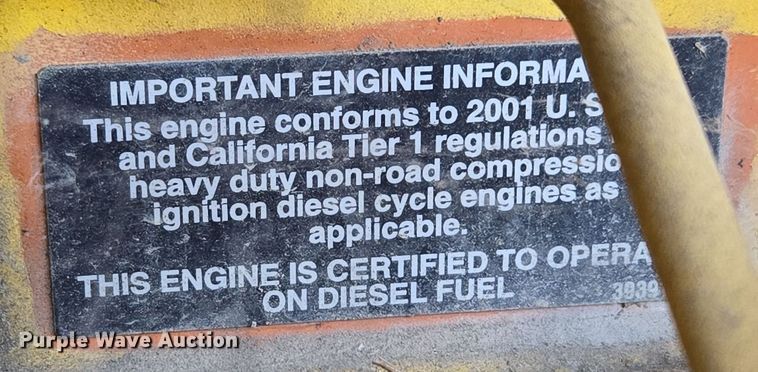 IMPORTANT ENGINE INFORMA
This engine conforms to 2001 U. S
and California Tier 1 regulations
heavy duty non-road compressio
ignition diesel cycle engines as
applicable.
THIS ENGINE IS CERTIFIED TO OPERA
ON DIESEL FUEL
3939
Purple Wave Auction